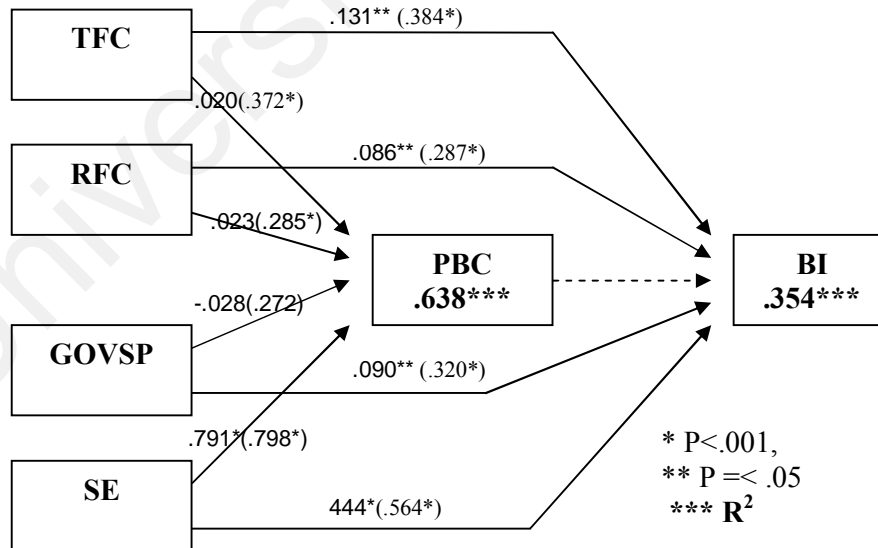 .131** (.384*)
TFC
.020(.372*)
.086** (.287*)
RFC
.023(.285*)
PBC
.638***
BI
.354***
-.028(.272)
GOVSP
.090** (.320*)
.791*(.798*)
SE
444*(.564*)
* P<.001,
** P =< .05
*** R²